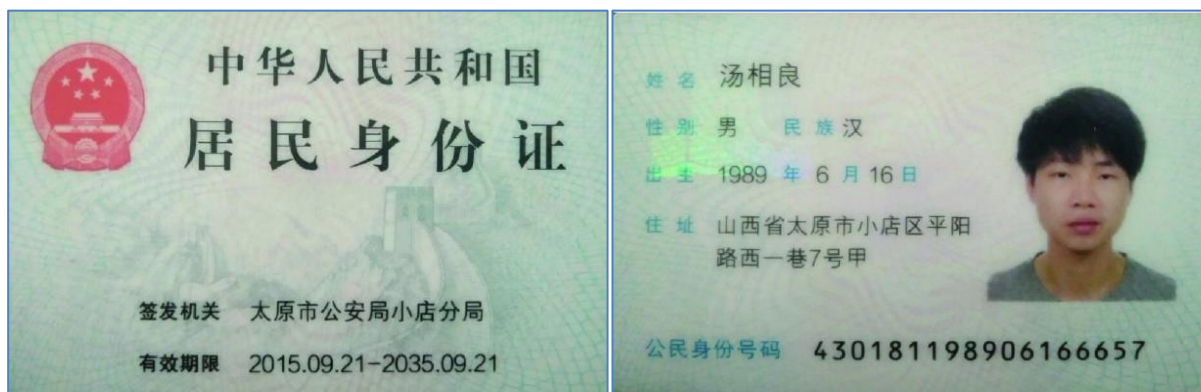 中华人民共和国
居民身份证
签发机关 太原市公安局小店分局
有效期限 2015.09.21-2035.09.21
姓名 汤相良
性别 男 民族 汉
出生 1989 年 6 月 16 日
住址 山西省太原市小店区平阳
路西一巷7号甲
公民身份号码 430181198906166657